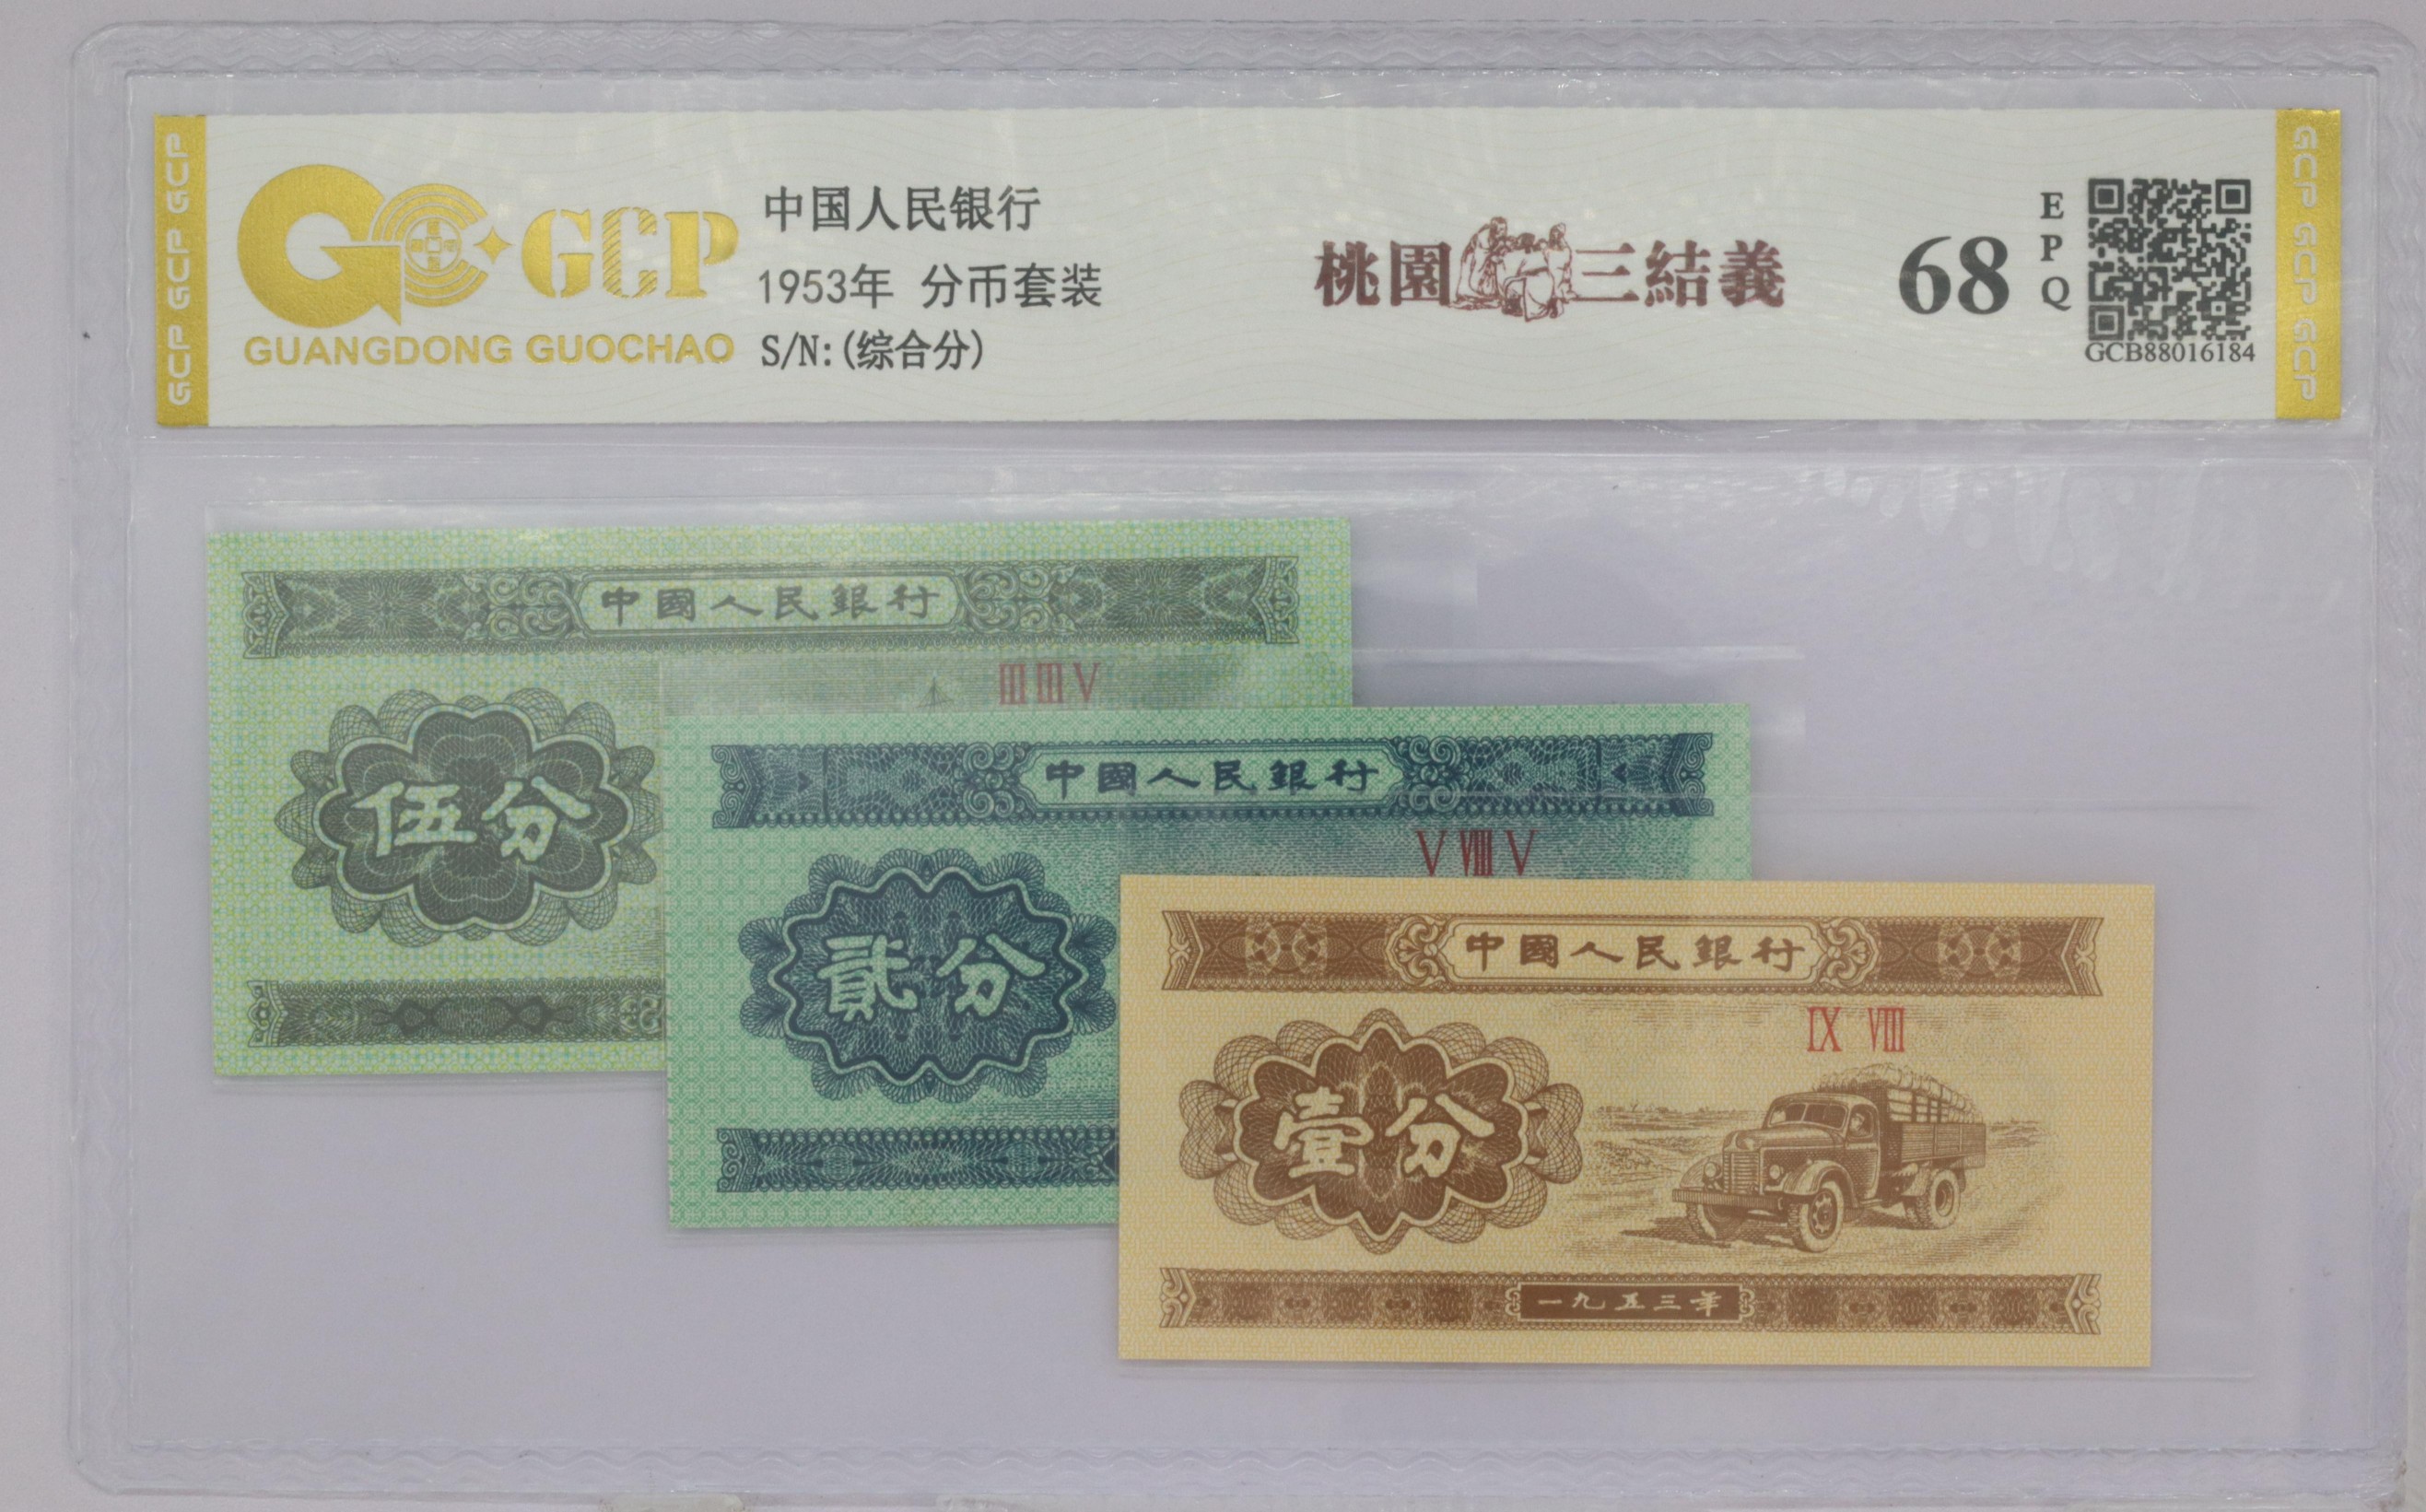 GCP GCP GCP
GCP
GUANGDONG GUOCHAO
中国人民银行
1953年 分币套装
S/N:(综合分)
桃園三結義
68
EPQ
GCB88016184
GCP GCP GCP
中國人民銀行
III III V
伍分
中國人民銀行
V VIII V
貳分
中國人民銀行
IX VIII
壹分
一九五三年